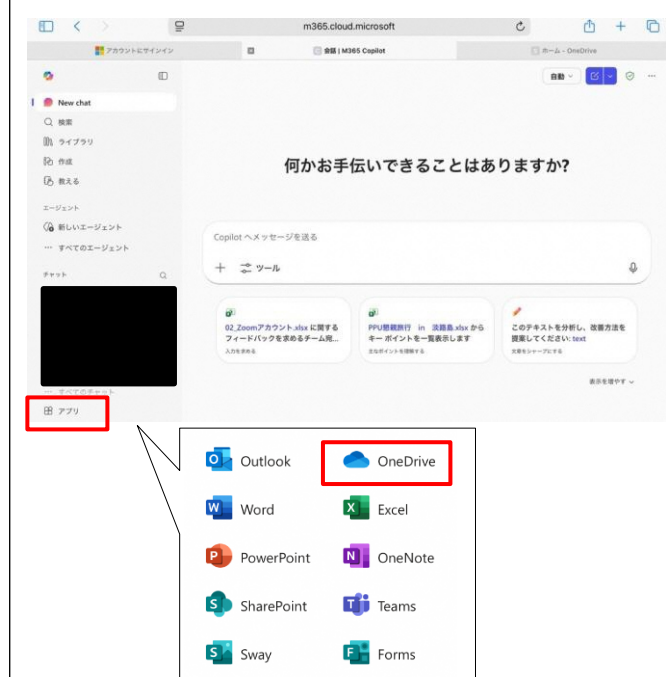 m365.cloud.microsoft
アカウントにサインイン
会話 | M365 Copilot
ホーム - OneDrive
自動
New chat
検索
ライブラリ
作成
教える
エージェント
新しいエージェント
すべてのエージェント
チャット
何かお手伝いできることはありますか?
Copilot へメッセージを送る
ツール
02_Zoomアカウント.xlsx に関する
フィードバックを求めるチーム宛...
入力を求める
PPU懇親旅行 in 淡路島.xlsx から
キー ポイントを一覧表示します
主なポイントを理解する
このテキストを分析し、改善方法を
提案してください: text
文章をシャープにする
表示を増やす
すべてのチャット
アプリ
Outlook
OneDrive
Word
Excel
PowerPoint
OneNote
SharePoint
Teams
Sway
Forms